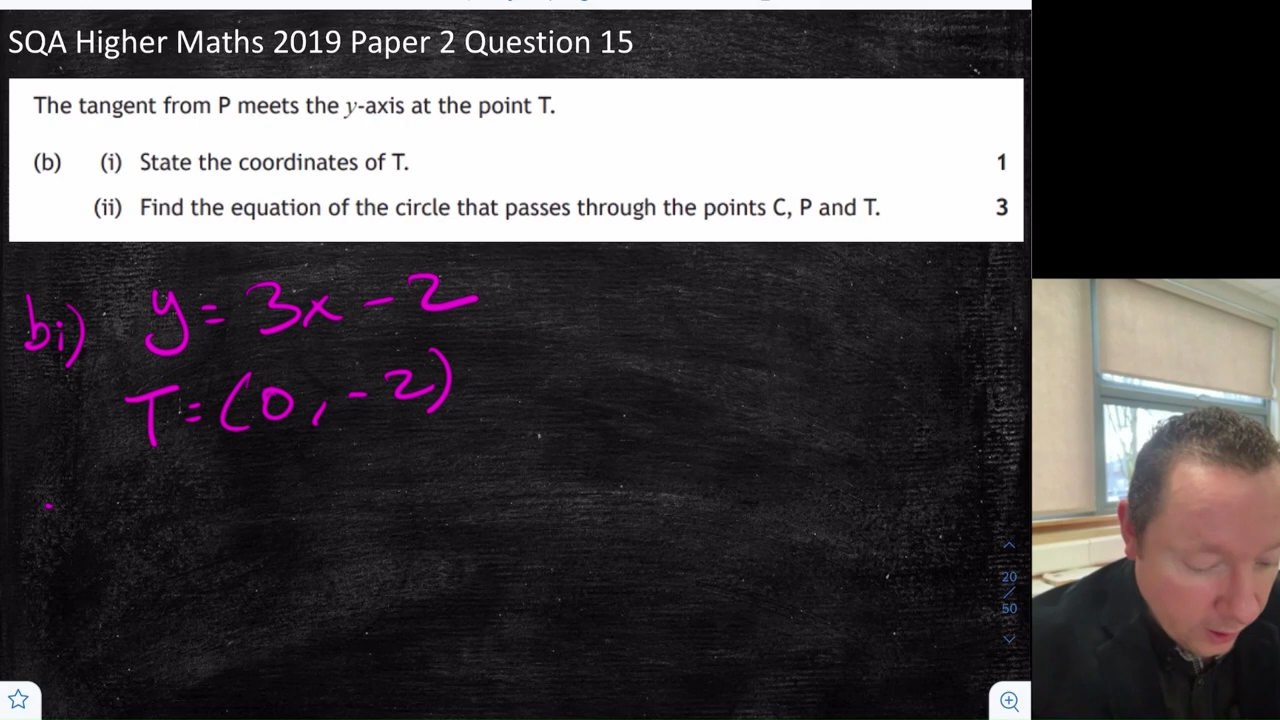 SQA Higher Maths 2019 Paper 2 Question 15
The tangent from P meets the y-axis at the point T.
(b) (i) State the coordinates of T. 1
(ii) Find the equation of the circle that passes through the points C, P and T. 3
bi) y = 3x - 2
T = (0, -2)
20
/
50